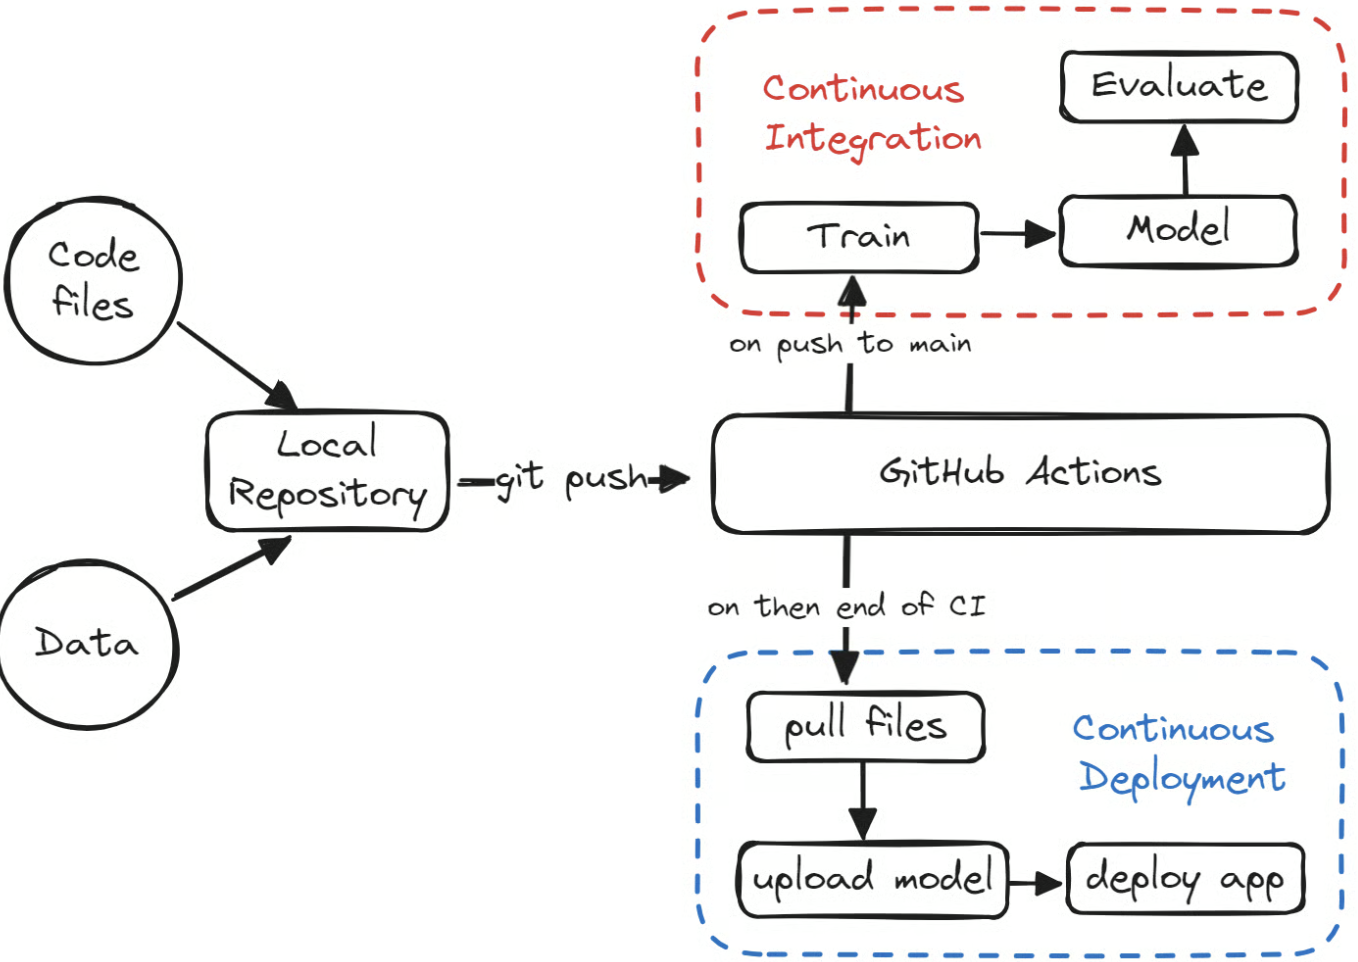 Continuous
Integration
Evaluate
Train
Model
on push to main
Code
files
Local
Repository
git push
GitHub Actions
Data
on then end of CI
pull files
Continuous
Deployment
upload model
deploy app